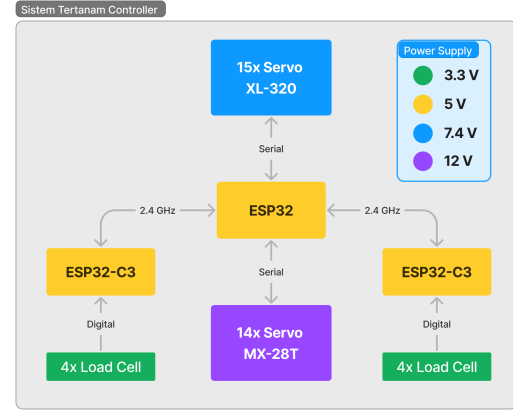 Sistem Tertanam Controller
15x Servo
XL-320
Power Supply
3.3 V
5 V
7.4 V
12 V
Serial
2.4 GHz
ESP32
2.4 GHz
ESP32-C3
Serial
ESP32-C3
Digital
14x Servo
MX-28T
Digital
4x Load Cell
4x Load Cell